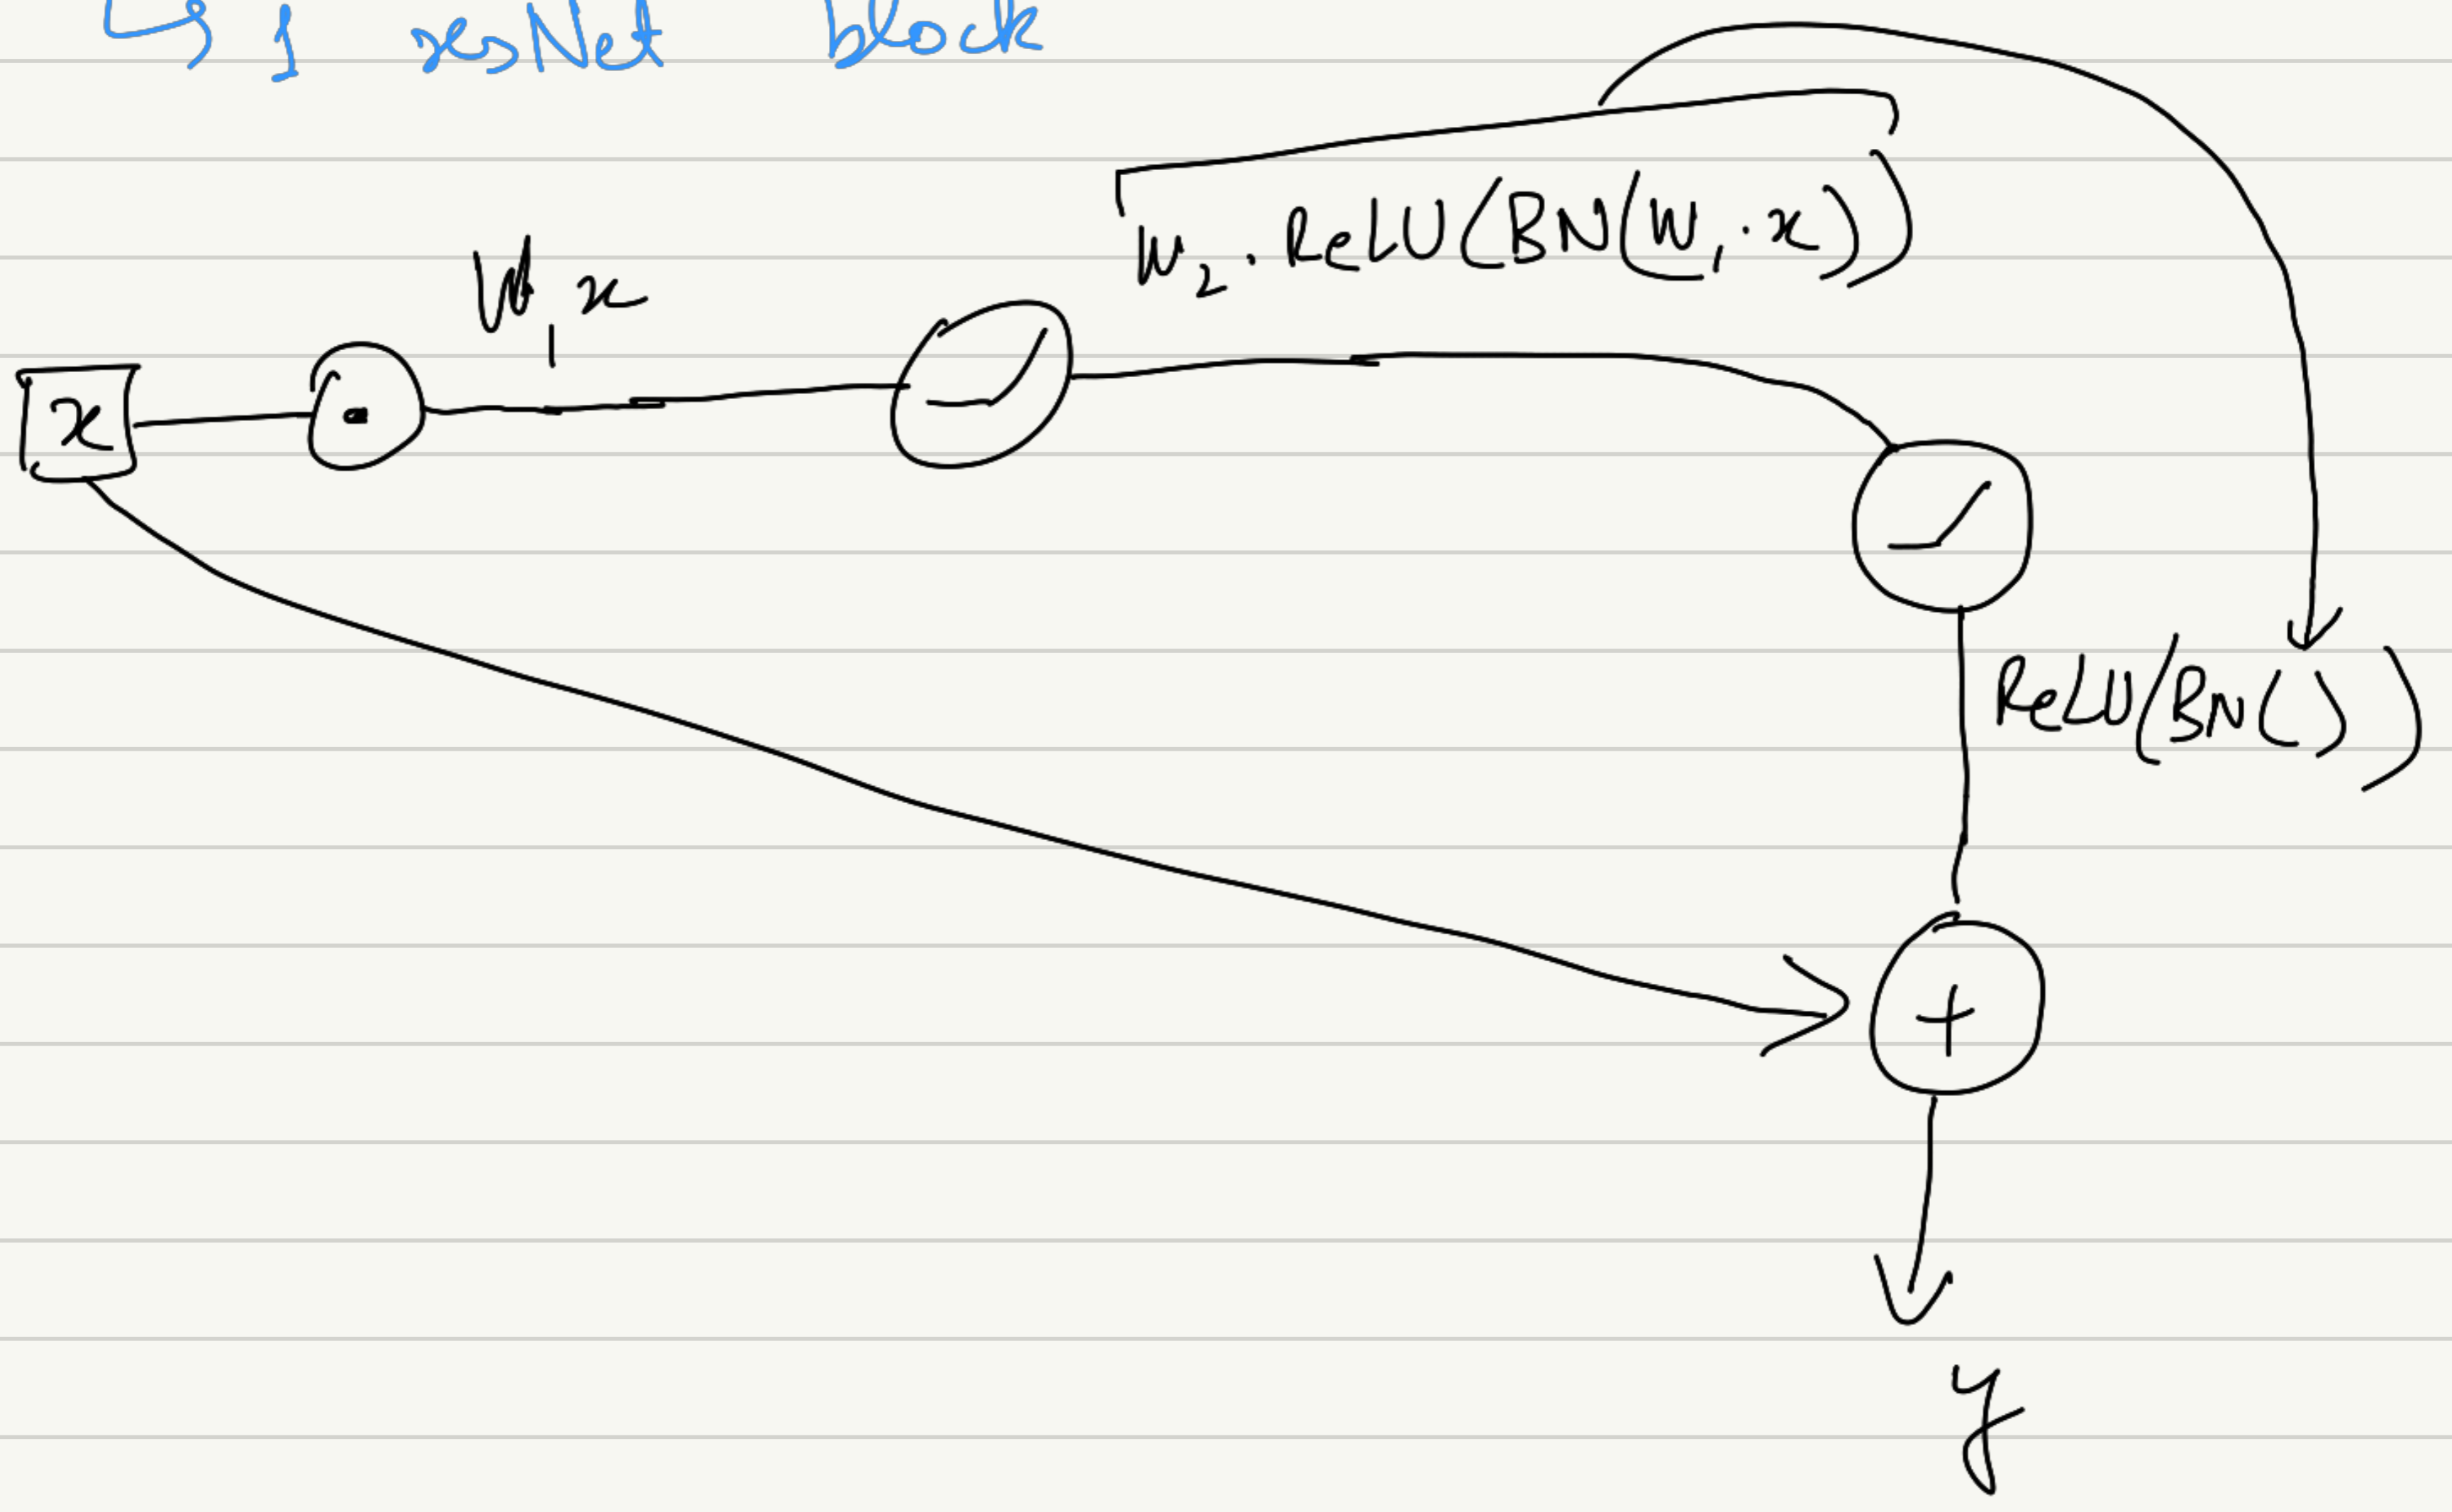 ↳ 1 resNet block
W₂ . ReLU(BN(W₁ . x))
W₁ x
x
ReLU(BN( ))
+
y